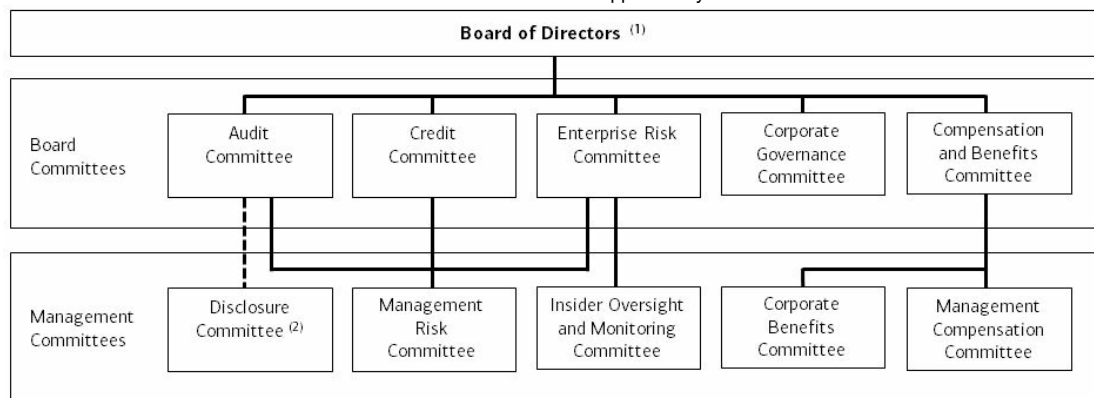 Board of Directors (1)
Board
Committees
Audit
Committee
Credit
Committee
Enterprise Risk
Committee
Corporate
Governance
Committee
Compensation
and Benefits
Committee
Management
Committees
Disclosure
Committee (2)
Management
Risk
Committee
Insider Oversight
and Monitoring
Committee
Corporate
Benefits
Committee
Management
Compensation
Committee